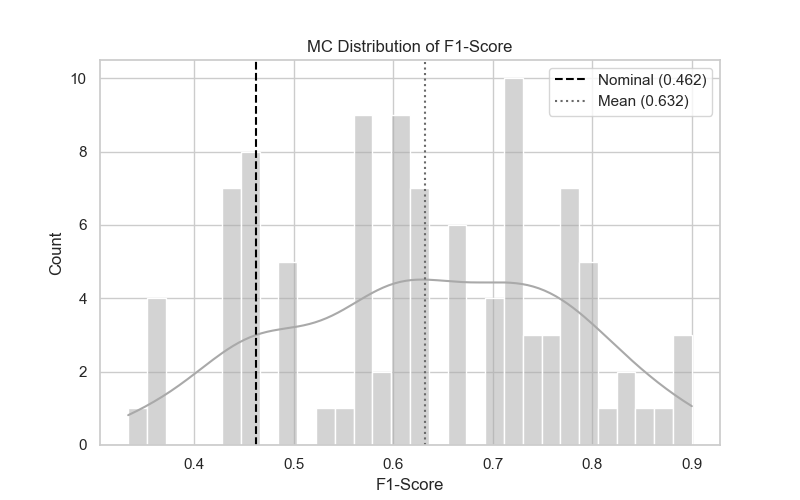 MC Distribution of F1-Score
Nominal (0.462)
Mean (0.632)
Count
10
8
6
4
2
0
0.4 0.5 0.6 0.7 0.8 0.9
F1-Score